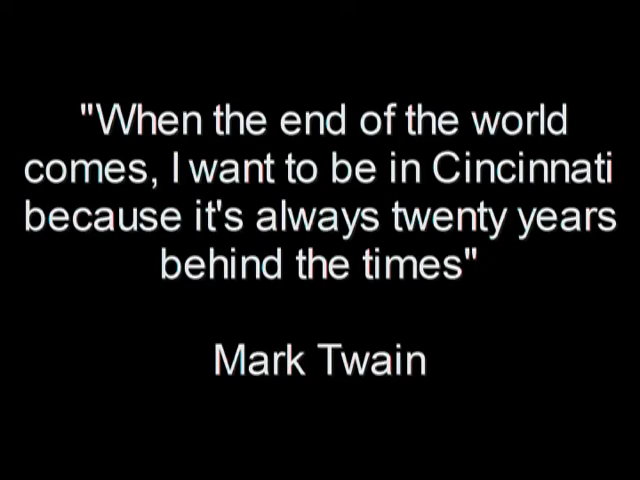 "When the end of the world
comes, I want to be in Cincinnati
because it's always twenty years
behind the times"
Mark Twain